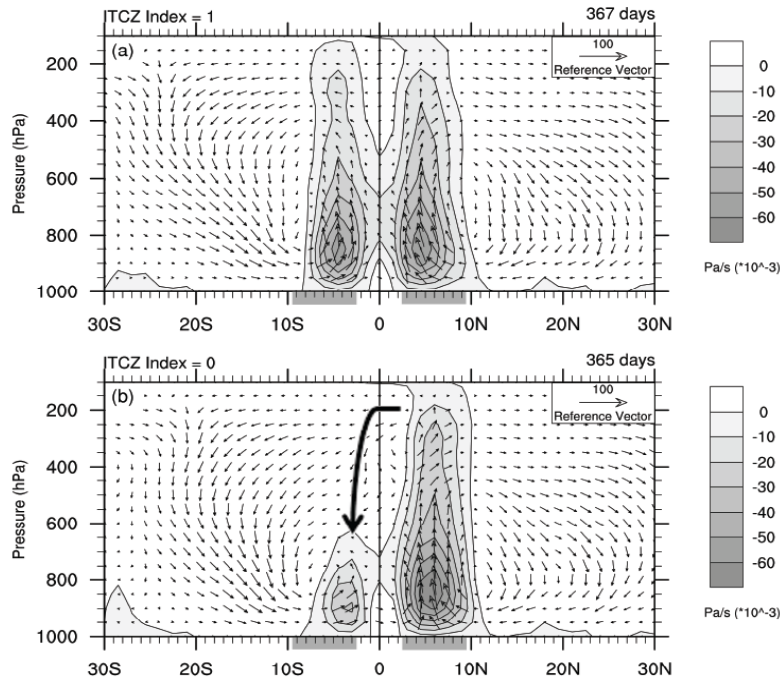 ITCZ Index = 1
367 days
(a)
100
Reference Vector
200
400
600
800
1000
Pressure (hPa)
30S 20S 10S 0 10N 20N 30N
0
-10
-20
-30
-40
-50
-60
Pa/s (*10^-3)
ITCZ Index = 0
365 days
(b)
100
Reference Vector
200
400
600
800
1000
Pressure (hPa)
30S 20S 10S 0 10N 20N 30N
0
-10
-20
-30
-40
-50
-60
Pa/s (*10^-3)